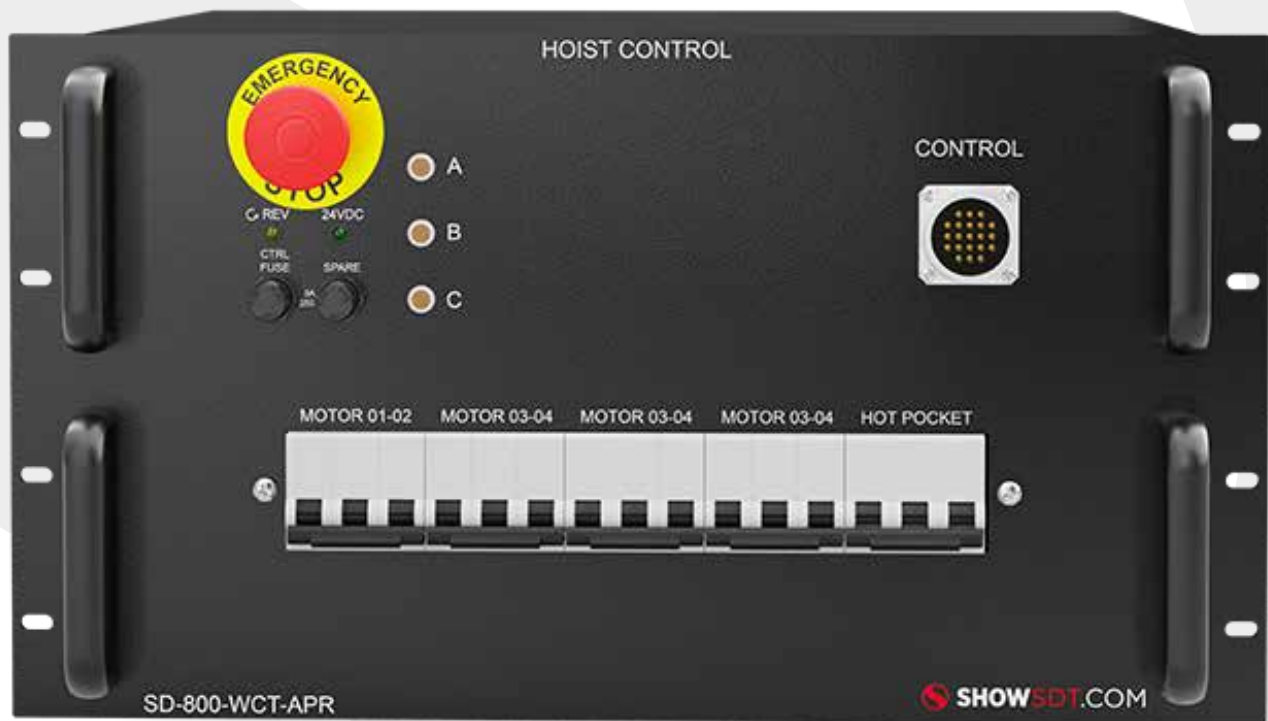 HOIST CONTROL
EMERGENCY
STOP
REV 24VDC
CTRL
FUSE SPARE
A
B
C
CONTROL
MOTOR 01-02 MOTOR 03-04 MOTOR 03-04 MOTOR 03-04 HOT POCKET
SD-800-WCT-APR
SHOWSDT.COM